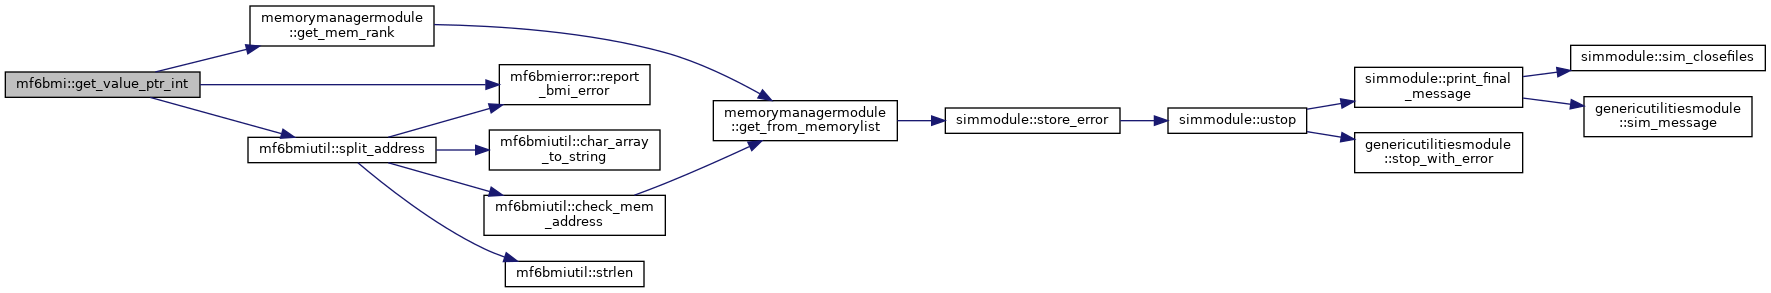 mf6bmi::get_value_ptr_int
memorymanagermodule
::get_mem_rank
mf6bmierror::report
_bmi_error
mf6bmiutil::split_address
mf6bmiutil::char_array
_to_string
mf6bmiutil::check_mem
_address
mf6bmiutil::strlen
memorymanagermodule
::get_from_memorylist
simmodule::store_error
simmodule::ustop
simmodule::print_final
_message
genericutilitiesmodule
::stop_with_error
simmodule::sim_closefiles
genericutilitiesmodule
::sim_message